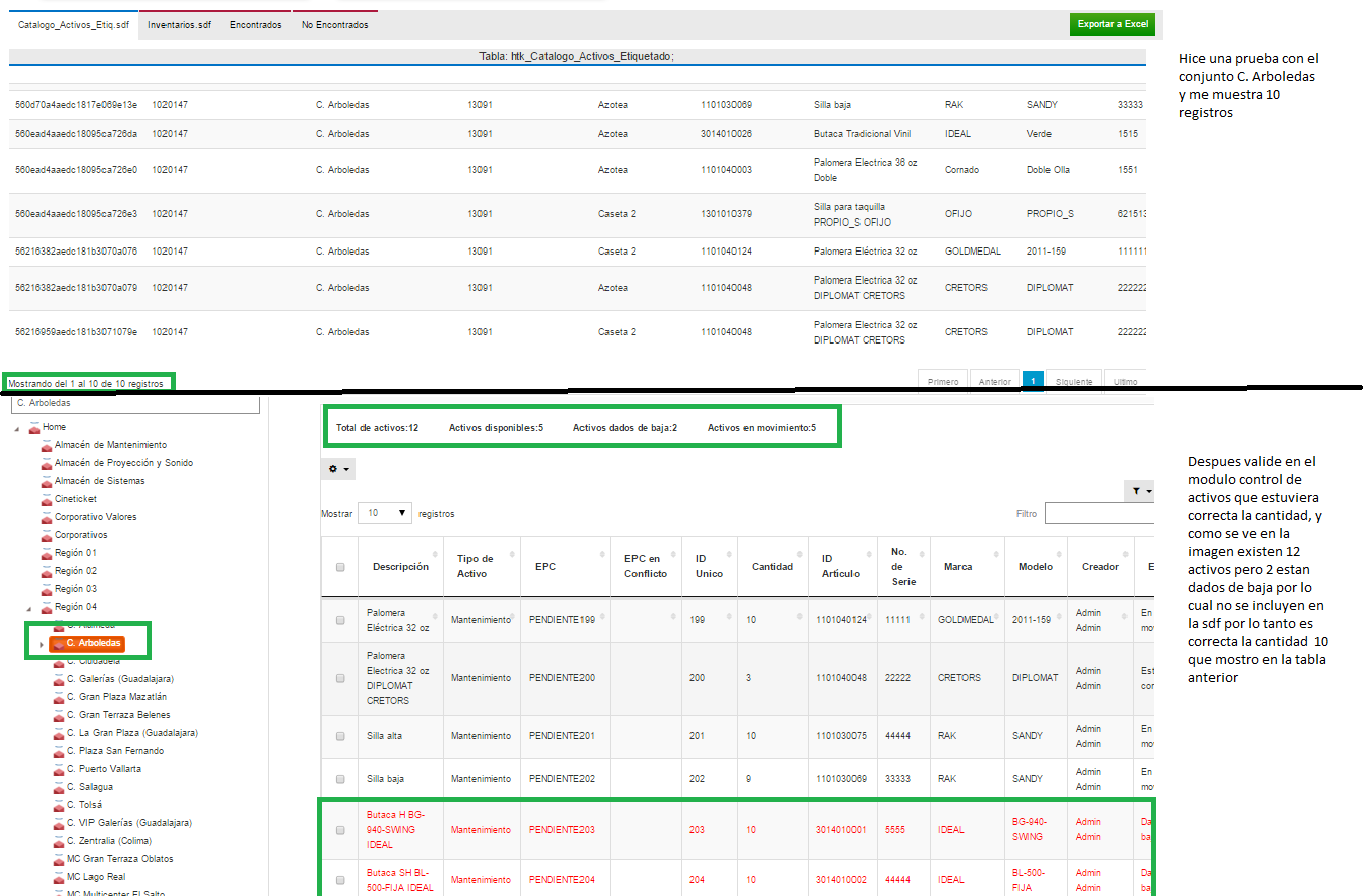 Catalogo_Activos_Etiq.sdf Inventarios.sdf Encontrados No Encontrados Exportar a Excel
Tabla: htk_Catalogo_Activos_Etiquetado;
560d70a4aedc1817e069e13e 1020147 C. Arboledas 13091 Azotea 1101030069 Silla baja RAK SANDY 33333
560ead4aaedc18095ca726da 1020147 C. Arboledas 13091 Azotea 3014010026 Butaca Tradicional Vinil IDEAL Verde 1515
560ead4aaedc18095ca726e0 1020147 C. Arboledas 13091 Azotea 1101040003 Palomera Electrica 36 oz Doble Cornado Doble Olla 1551
560ead4aaedc18095ca726e3 1020147 C. Arboledas 13091 Caseta 2 1301010379 Silla para taquilla PROPIO_S OFIJO OFIJO PROPIO_S 621513
56216382aedc181b3070a076 1020147 C. Arboledas 13091 Caseta 2 1101040124 Palomera Eléctrica 32 oz GOLDMEDAL 2011-159 111111
56216382aedc181b3070a079 1020147 C. Arboledas 13091 Azotea 1101040048 Palomera Electrica 32 oz DIPLOMAT CRETORS CRETORS DIPLOMAT 222222
56216959aedc181b3071079e 1020147 C. Arboledas 13091 Caseta 2 1101040048 Palomera Electrica 32 oz DIPLOMAT CRETORS CRETORS DIPLOMAT 222222
Mostrando del 1 al 10 de 10 registros
Primero Anterior 1 Siguiente Ultimo
Hice una prueba con el
conjunto C. Arboledas
y me muestra 10
registros
C. Arboledas
Home
Almacén de Mantenimiento
Almacén de Proyección y Sonido
Almacén de Sistemas
Cineticket
Corporativo Valores
Corporativos
Región 01
Región 02
Región 03
Región 04
C. Alameda
C. Arboledas
C. Ciudadela
C. Galerías (Guadalajara)
C. Gran Plaza Mazatlán
C. Gran Terraza Belenes
C. La Gran Plaza (Guadalajara)
C. Plaza San Fernando
C. Puerto Vallarta
C. Salagua
C. Tolsá
C. VIP Galerías (Guadalajara)
C. Zentralia (Colima)
MC Gran Terraza Oblatos
MC Lago Real
MC Multicenter El Salto
Total de activos:12 Activos disponibles:5 Activos dados de baja:2 Activos en movimiento:5
Mostrar 10 registros Filtro
Descripción Tipo de Activo EPC EPC en Conflicto ID Unico Cantidad ID Articulo No. de Serie Marca Modelo Creador E
Palomera Eléctrica 32 oz Mantenimiento PENDIENTE199 199 10 1101040124 11111 GOLDMEDAL 2011-159 Admin Admin En mov
Palomera Electrica 32 oz DIPLOMAT CRETORS Mantenimiento PENDIENTE200 200 3 1101040048 22222 CRETORS DIPLOMAT Admin Admin Est cor
Silla alta Mantenimiento PENDIENTE201 201 10 1101030075 44444 RAK SANDY Admin Admin En mov
Silla baja Mantenimiento PENDIENTE202 202 9 1101030069 33333 RAK SANDY Admin Admin En mov
Butaca H BG-940-SWING IDEAL Mantenimiento PENDIENTE203 203 10 3014010001 5555 IDEAL BG-940-SWING Admin Admin Da ba
Butaca SH BL-500-FIJA IDEAL Mantenimiento PENDIENTE204 204 10 3014010002 44444 IDEAL BL-500-FIJA Admin Admin Da ba
Despues valide en el
modulo control de
activos que estuviera
correcta la cantidad, y
como se ve en la
imagen existen 12
activos pero 2 estan
dados de baja por lo
cual no se incluyen en
la sdf por lo tanto es
correcta la cantidad 10
que mostro en la tabla
anterior